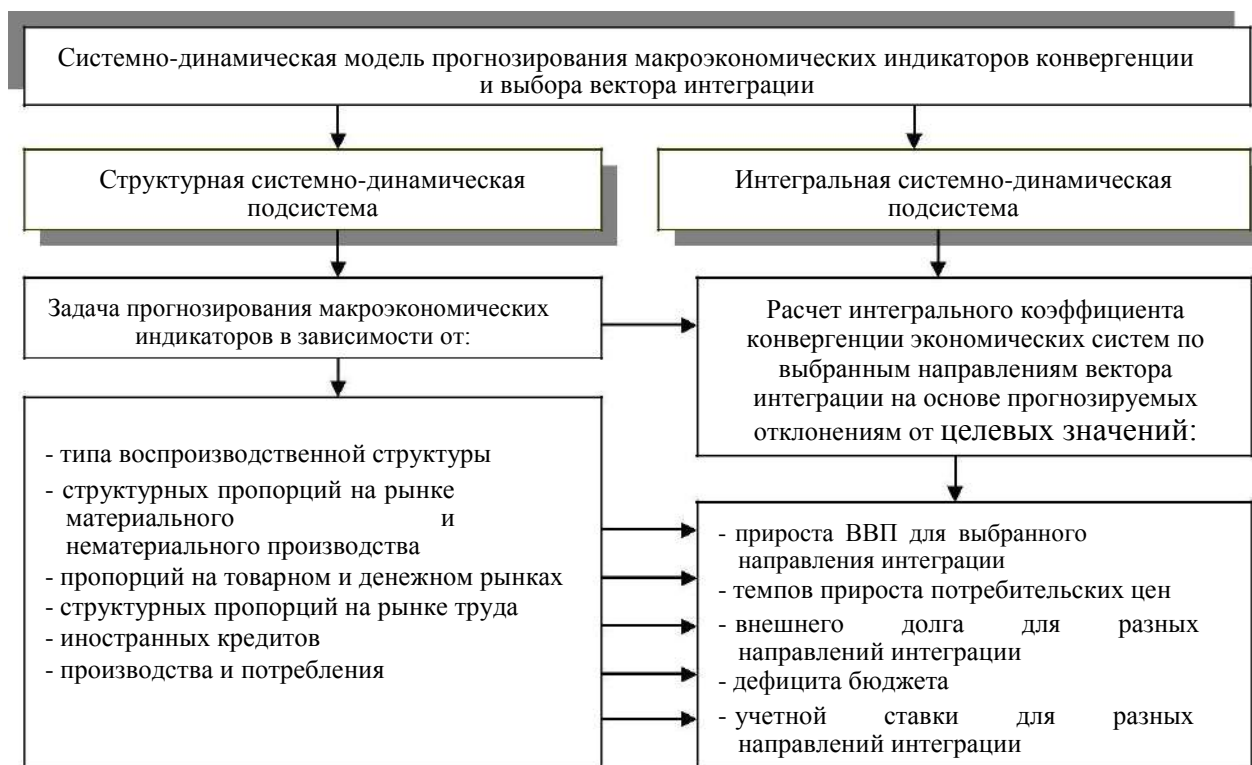 Системно-динамическая модель прогнозирования макроэкономических индикаторов конвергенции
и выбора вектора интеграции
Структурная системно-динамическая
подсистема
Интегральная системно-динамическая
подсистема
Задача прогнозирования макроэкономических
индикаторов в зависимости от:
Расчет интегрального коэффициента
конвергенции экономических систем по
выбранным направлениям вектора
интеграции на основе прогнозируемых
отклонениям от целевых значений:
- типа воспроизводственной структуры
- структурных пропорций на рынке
материального и
нематериального производства
- пропорций на товарном и денежном рынках
- структурных пропорций на рынке труда
- иностранных кредитов
- производства и потребления
- прироста ВВП для выбранного
направления интеграции
- темпов прироста потребительских цен
- внешнего долга для разных
направлений интеграции
- дефицита бюджета
- учетной ставки для разных
направлений интеграции